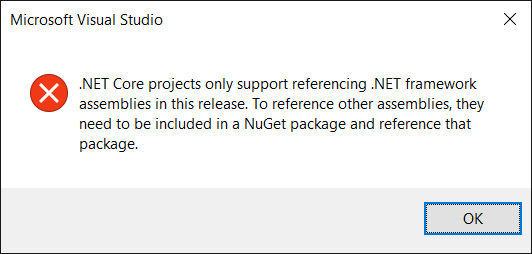 Microsoft Visual Studio
.NET Core projects only support referencing .NET framework
assemblies in this release. To reference other assemblies, they
need to be included in a NuGet package and reference that
package.
OK